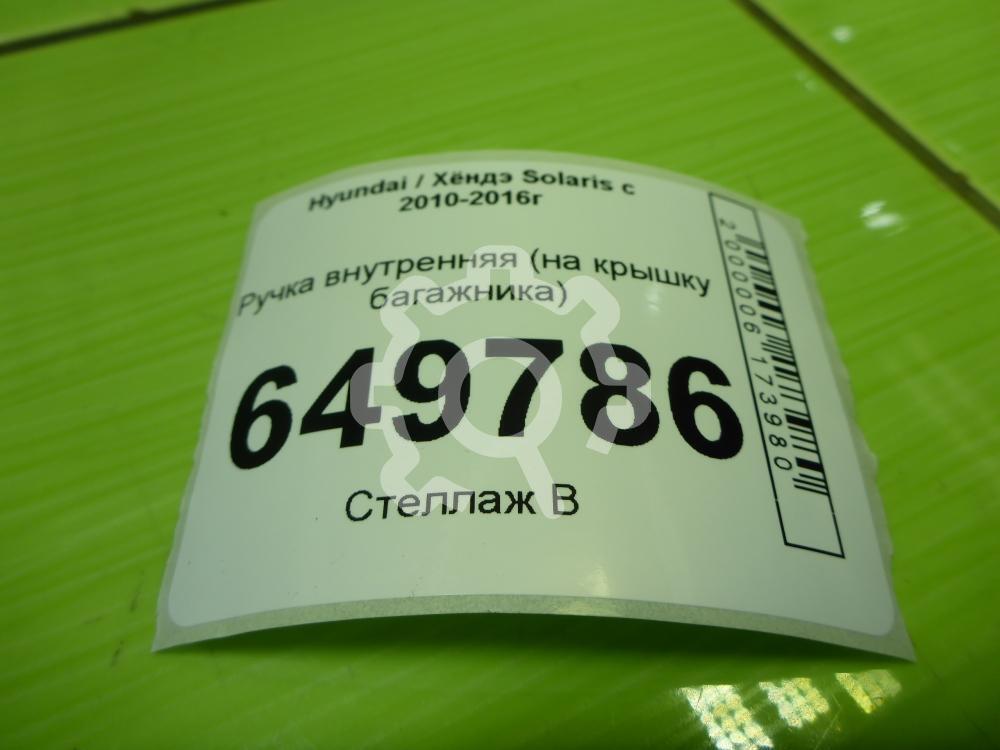 Hyundai / Хёндэ Solaris с
2010-2016г
Ручка внутренняя (на крышку
багажника)
649786
Стеллаж В
2000006173980